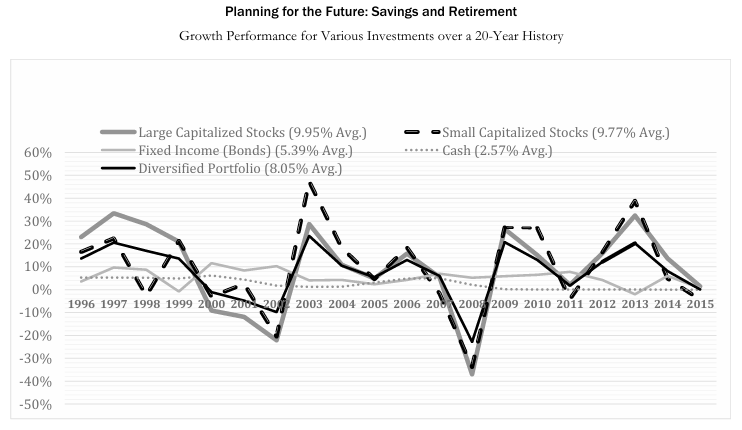 Planning for the Future: Savings and Retirement
Growth Performance for Various Investments over a 20-Year History
Large Capitalized Stocks (9.95% Avg.) Small Capitalized Stocks (9.77% Avg.)
Fixed Income (Bonds) (5.39% Avg.) Cash (2.57% Avg.)
Diversified Portfolio (8.05% Avg.)
60%
50%
40%
30%
20%
10%
0%
1996 1997 1998 1999 2000 2001 2002 2003 2004 2005 2006 2007 2008 2009 2010 2011 2012 2013 2014 2015
-10%
-20%
-30%
-40%
-50%